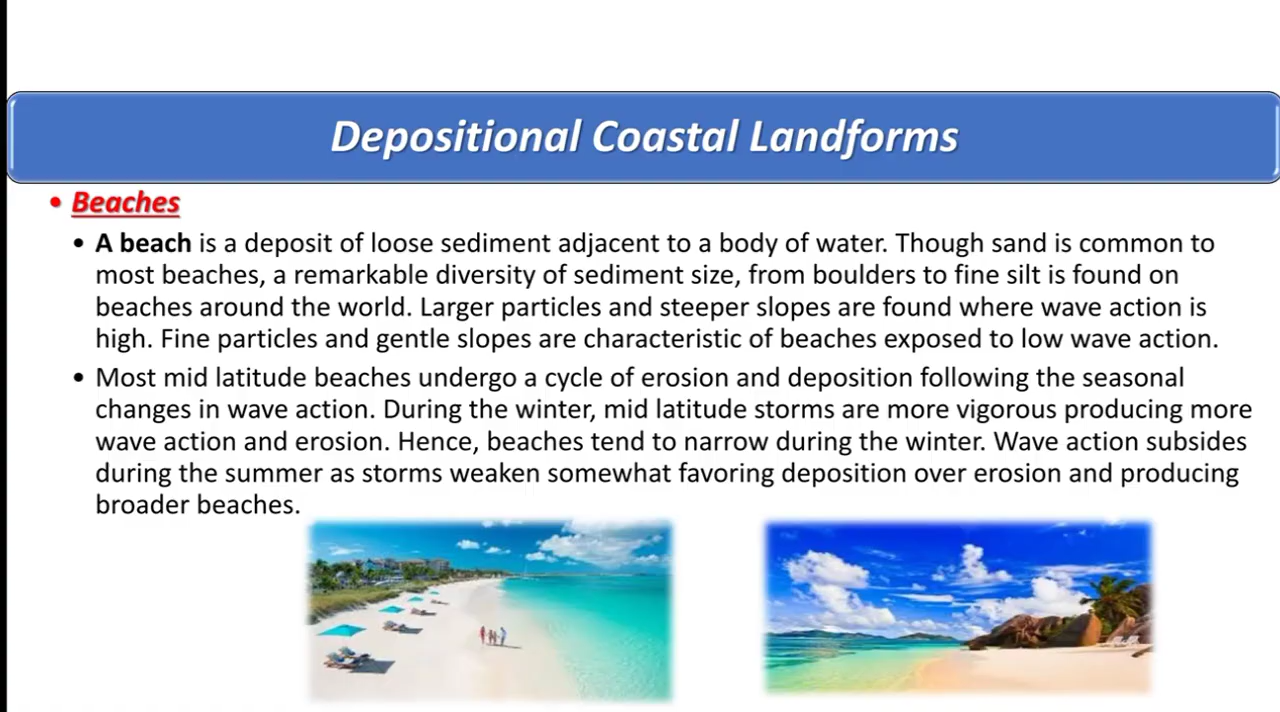 Depositional Coastal Landforms
• Beaches
• A beach is a deposit of loose sediment adjacent to a body of water. Though sand is common to
most beaches, a remarkable diversity of sediment size, from boulders to fine silt is found on
beaches around the world. Larger particles and steeper slopes are found where wave action is
high. Fine particles and gentle slopes are characteristic of beaches exposed to low wave action.
• Most mid latitude beaches undergo a cycle of erosion and deposition following the seasonal
changes in wave action. During the winter, mid latitude storms are more vigorous producing more
wave action and erosion. Hence, beaches tend to narrow during the winter. Wave action subsides
during the summer as storms weaken somewhat favoring deposition over erosion and producing
broader beaches.